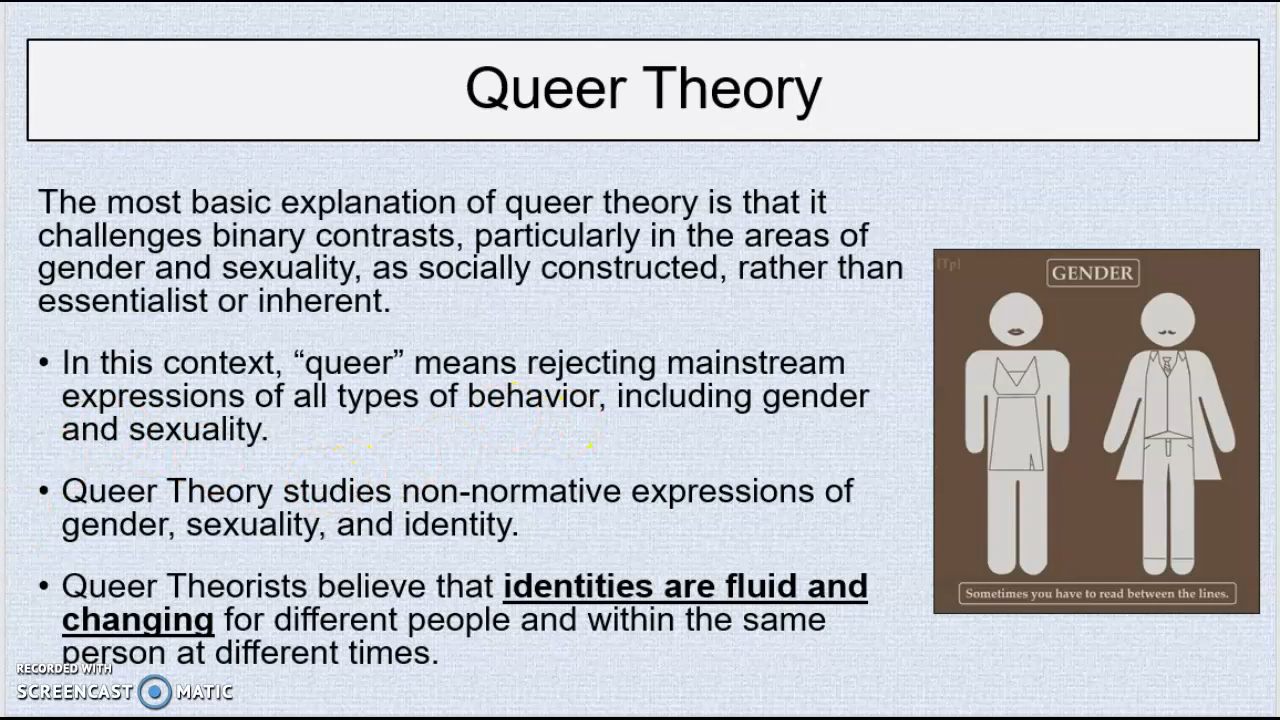 Queer Theory
The most basic explanation of queer theory is that it
challenges binary contrasts, particularly in the areas of
gender and sexuality, as socially constructed, rather than
essentialist or inherent.
• In this context, “queer” means rejecting mainstream
expressions of all types of behavior, including gender
and sexuality.
• Queer Theory studies non-normative expressions of
gender, sexuality, and identity.
• Queer Theorists believe that identities are fluid and
changing for different people and within the same
person at different times.
[Tp]
GENDER
Sometimes you have to read between the lines.
RECORDED WITH
SCREENCAST MATIC